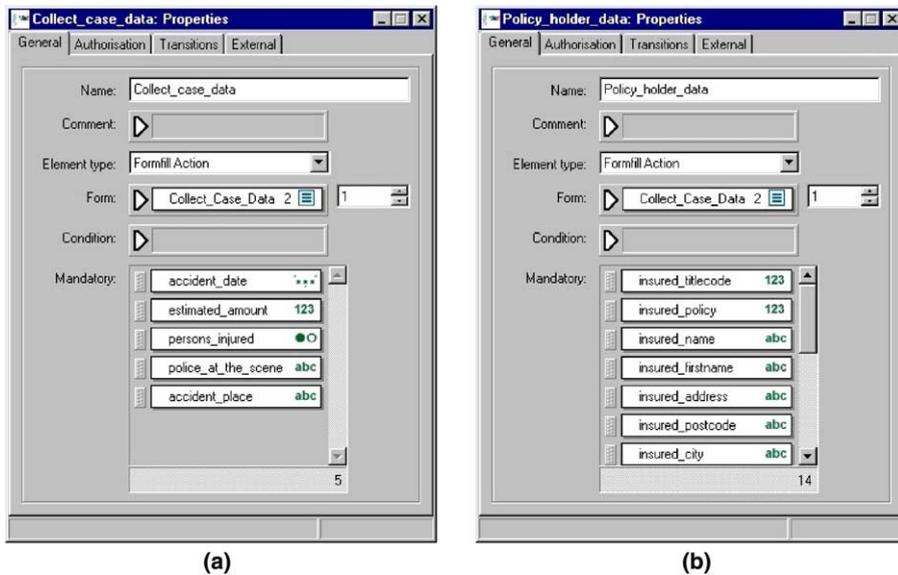 Collect_case_data: Properties
General Authorisation Transitions External
Name: Collect_case_data
Comment:
Element type: Formfill Action
Form: Collect_Case_Data 2 1
Condition:
Mandatory: accident_date
estimated_amount 123
persons_injured
police_at_the_scene abc
accident_place abc
5
(a)
Policy_holder_data: Properties
General Authorisation Transitions External
Name: Policy_holder_data
Comment:
Element type: Formfill Action
Form: Collect_Case_Data 2 1
Condition:
Mandatory: insured_titlecode 123
insured_policy 123
insured_name abc
insured_firstname abc
insured_address abc
insured_postcode abc
insured_city abc
14
(b)